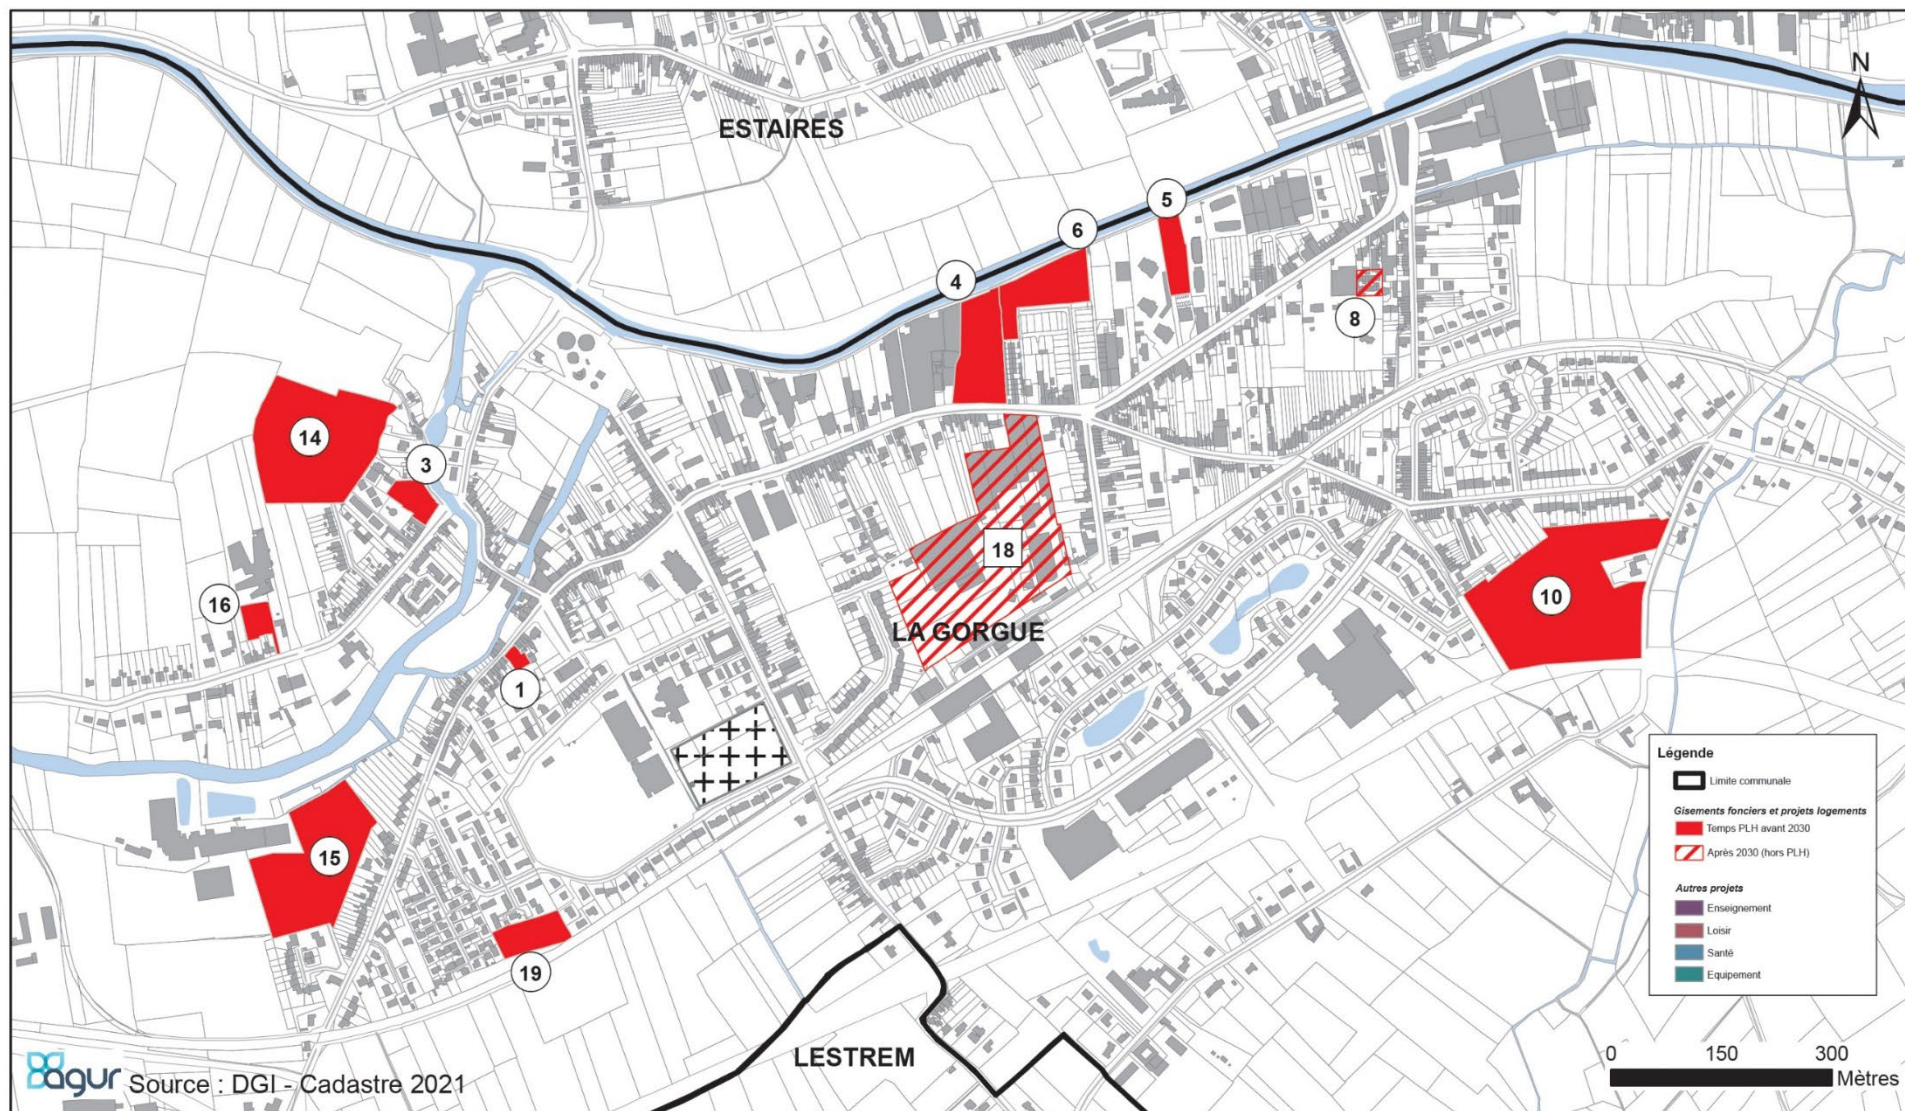 N
ESTAIRES
5
6
4
8
14
3
18
10
16
LA GORGUE
1
15
19
LESTREM
Légende
Limite communale
Gisements fonciers et projets logements
Temps PLH avant 2030
Après 2030 (hors PLH)
Autres projets
Enseignement
Loisir
Santé
Equipement
0 150 300
Mètres
agur Source : DGI - Cadastre 2021